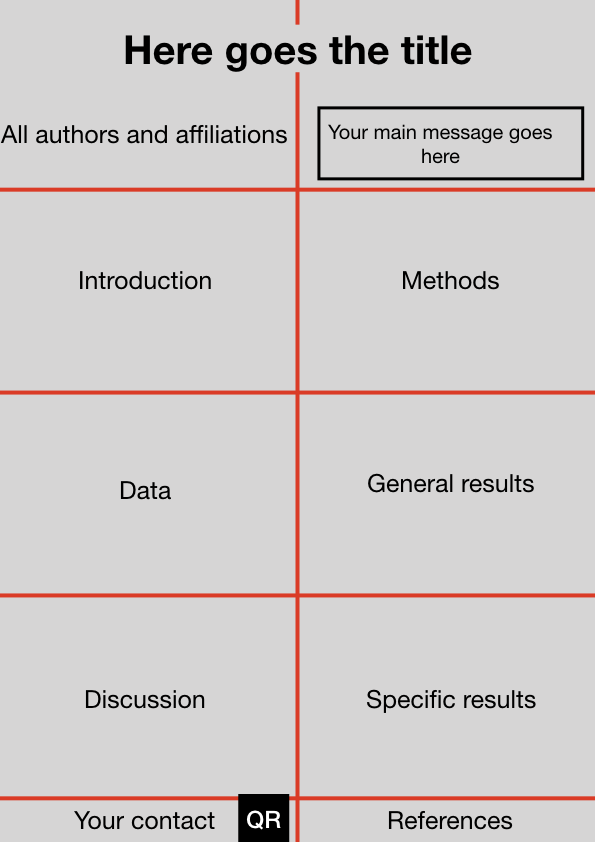 Here goes the title
All authors and affiliations
Your main message goes
here
Introduction
Methods
Data
General results
Discussion
Specific results
Your contact
QR
References